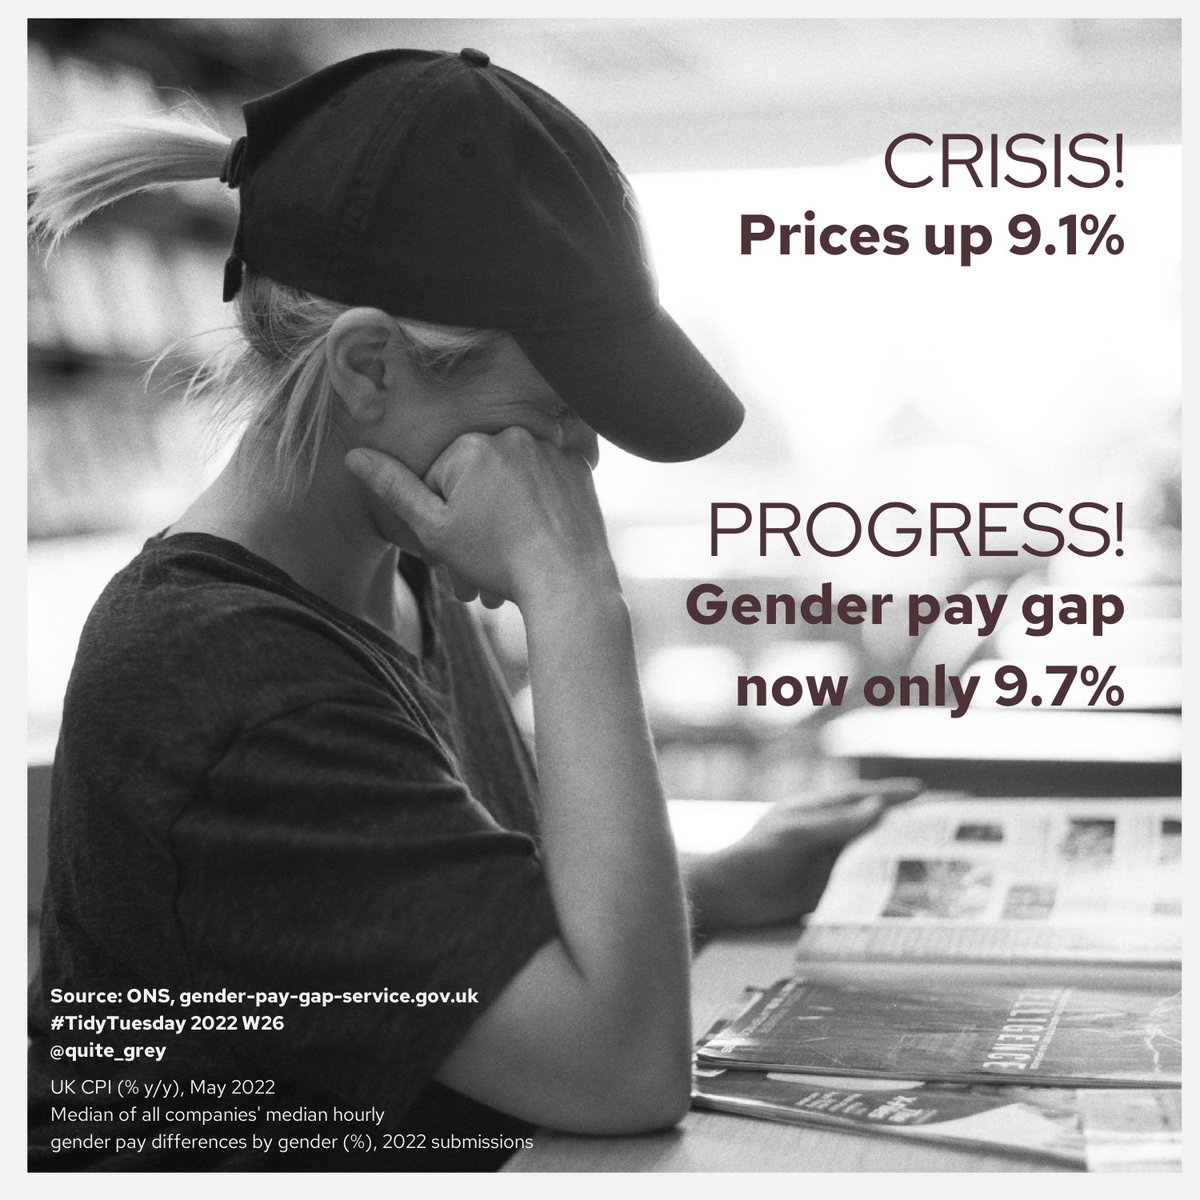 CRISIS!
Prices up 9.1%
PROGRESS!
Gender pay gap
now only 9.7%
Source: ONS, gender-pay-gap-service.gov.uk
#TidyTuesday 2022 W26
@quite_grey
UK CPI (% y/y), May 2022
Median of all companies' median hourly
gender pay differences by gender (%), 2022 submissions